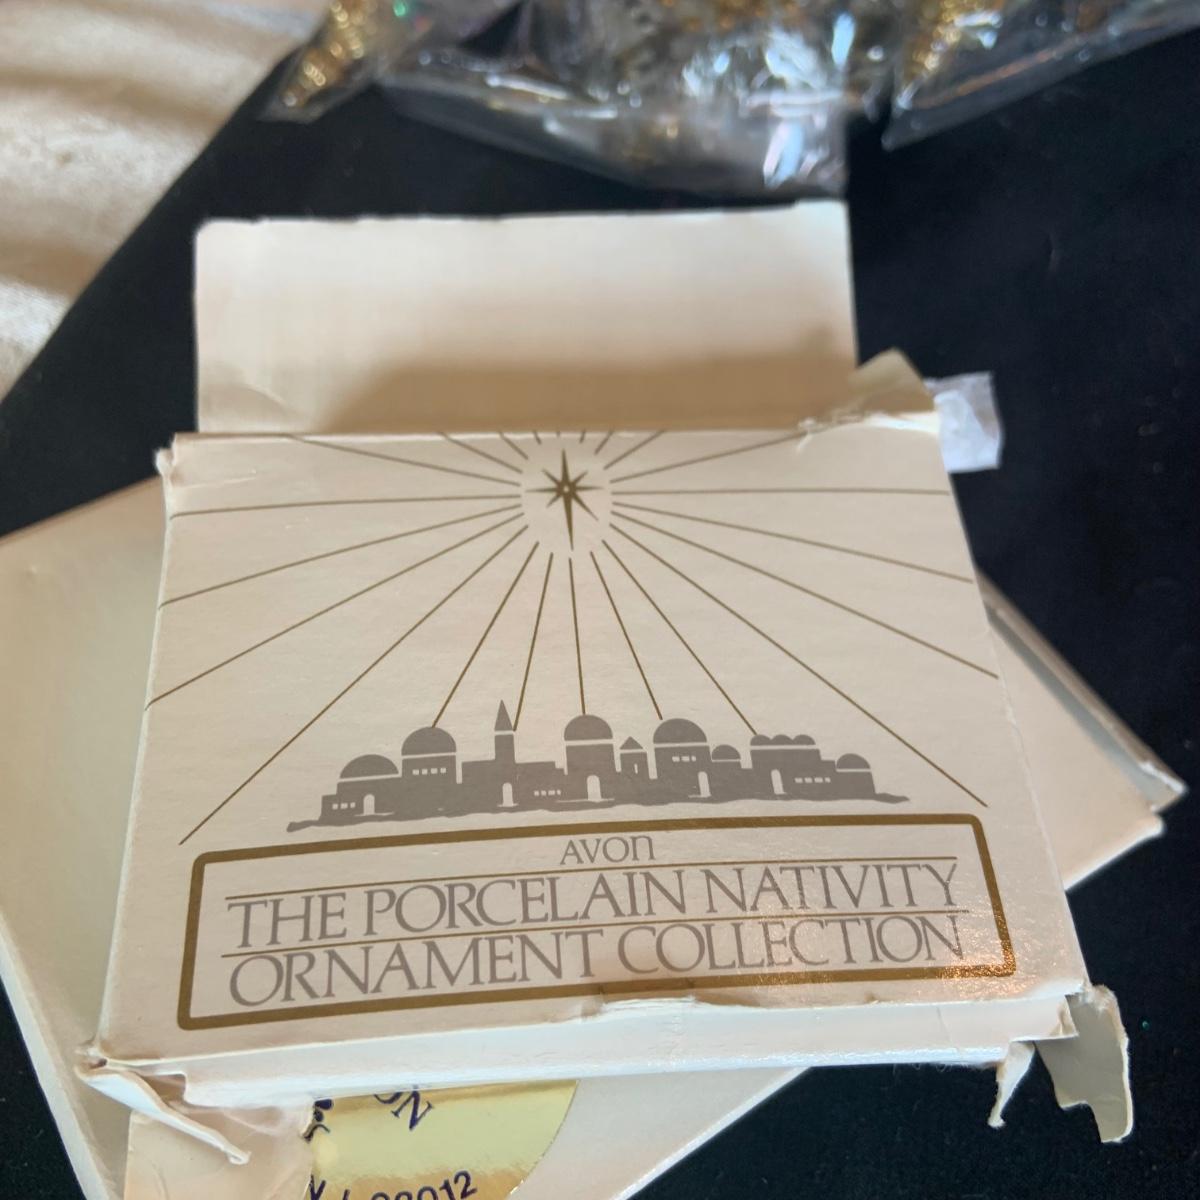 AVON
THE PORCELAIN NATIVITY
ORNAMENT COLLECTION